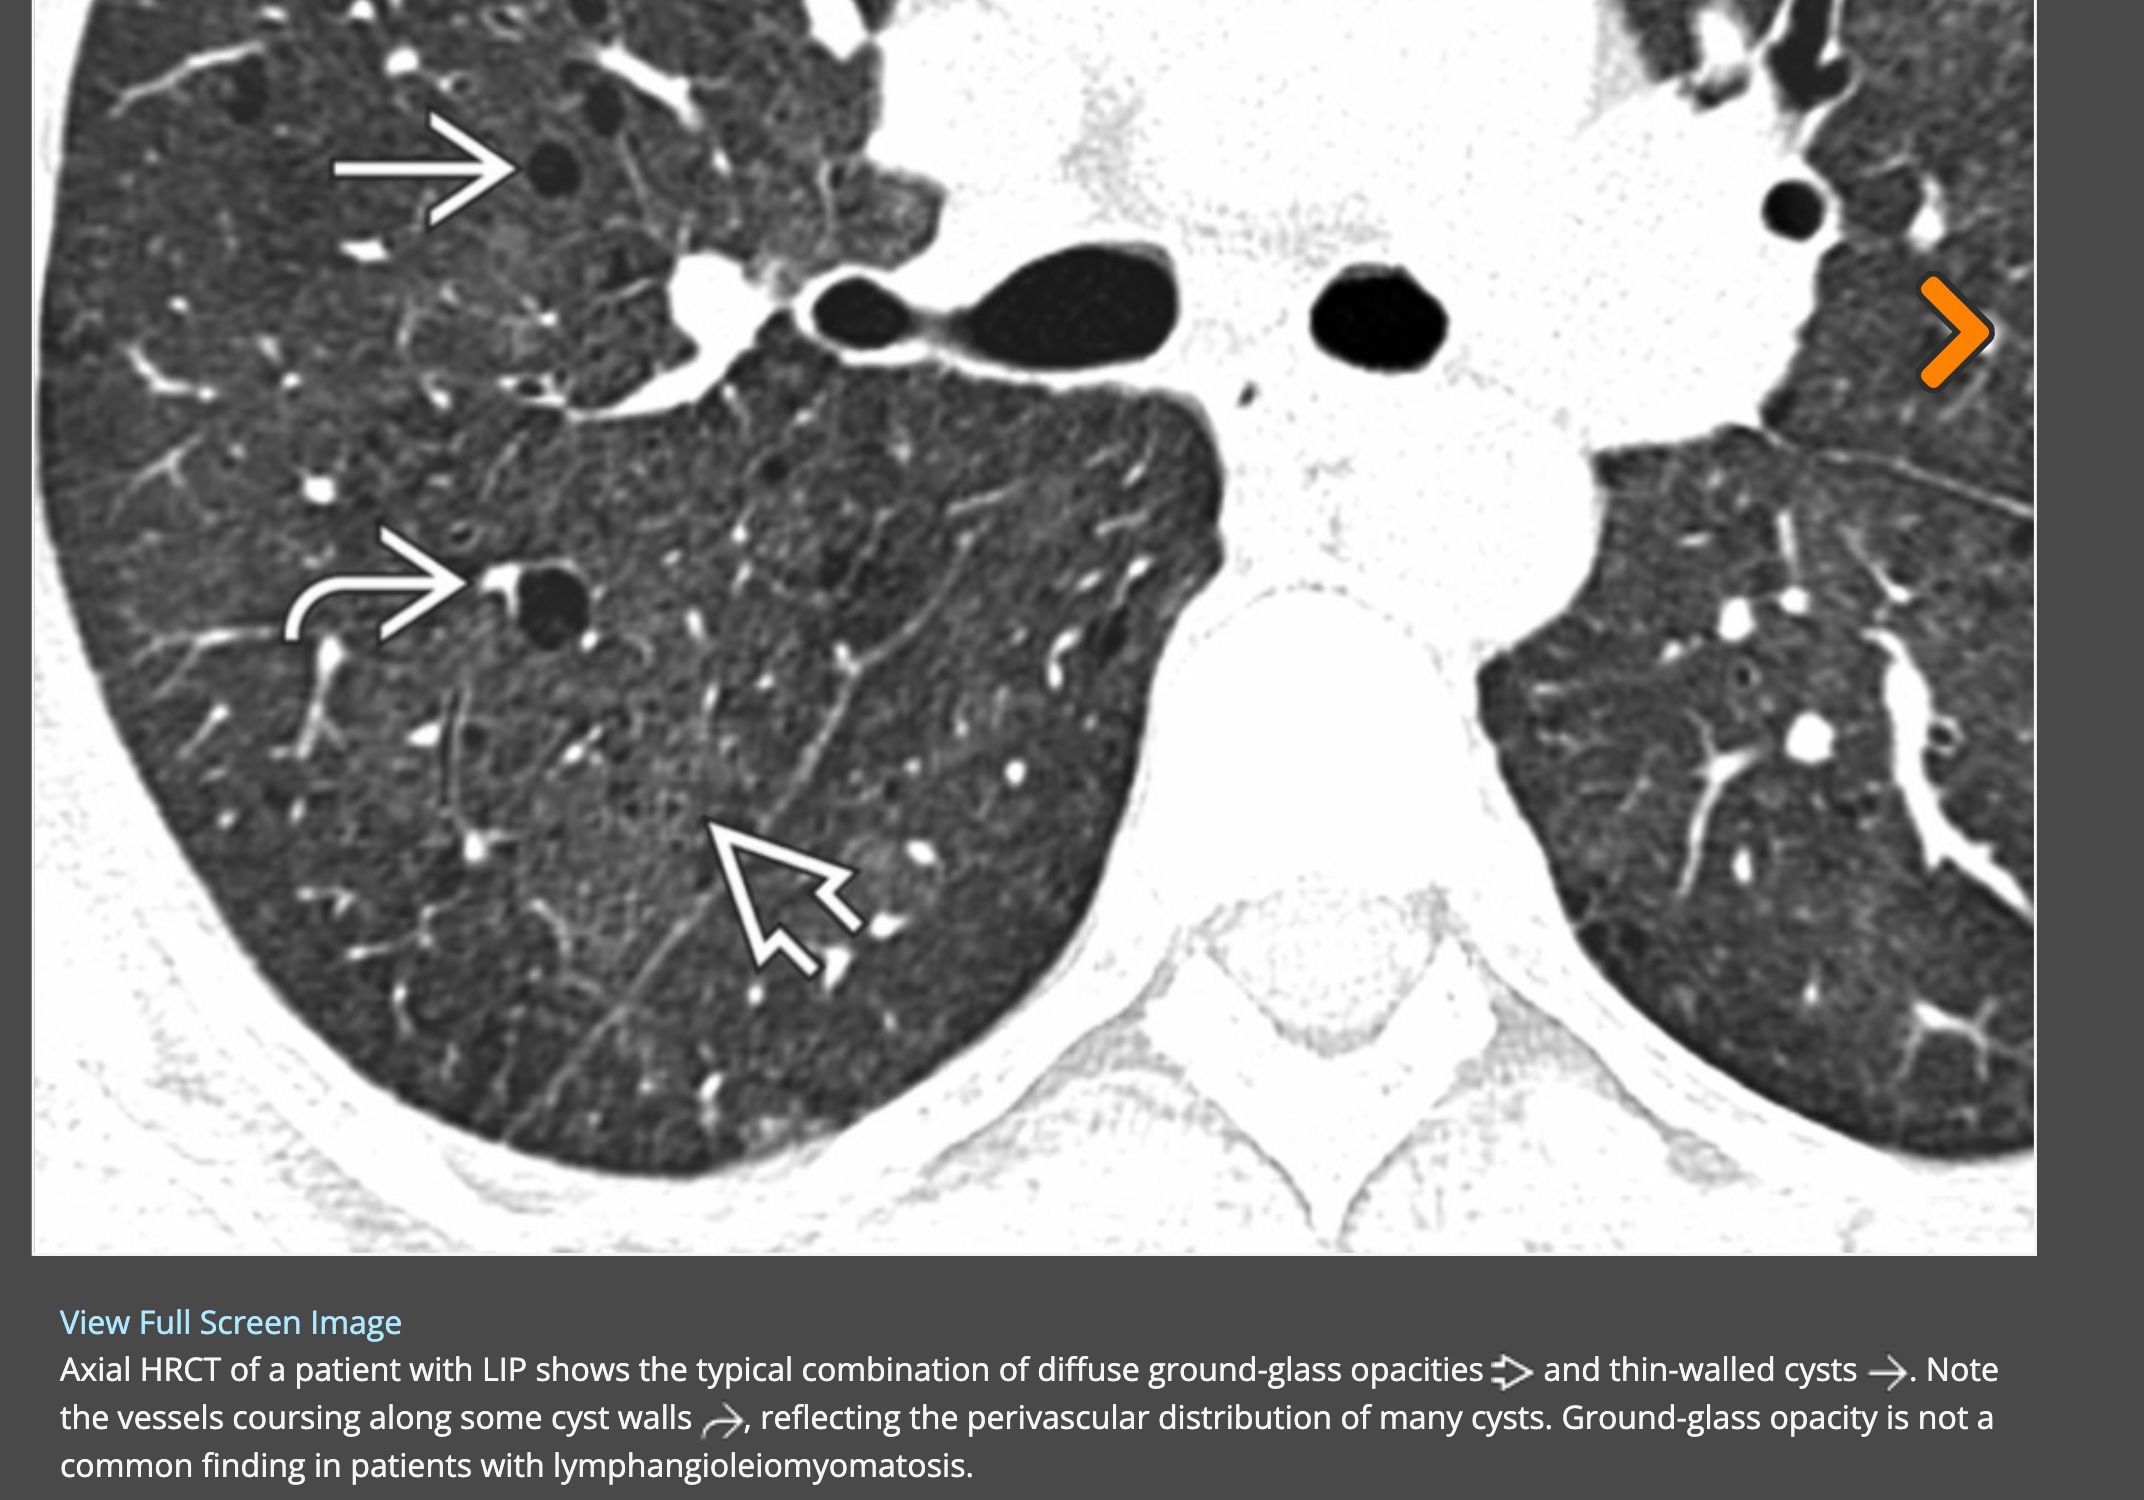 View Full Screen Image
Axial HRCT of a patient with LIP shows the typical combination of diffuse ground-glass opacities and thin-walled cysts . Note
the vessels coursing along some cyst walls , reflecting the perivascular distribution of many cysts. Ground-glass opacity is not a
common finding in patients with lymphangioleiomyomatosis.